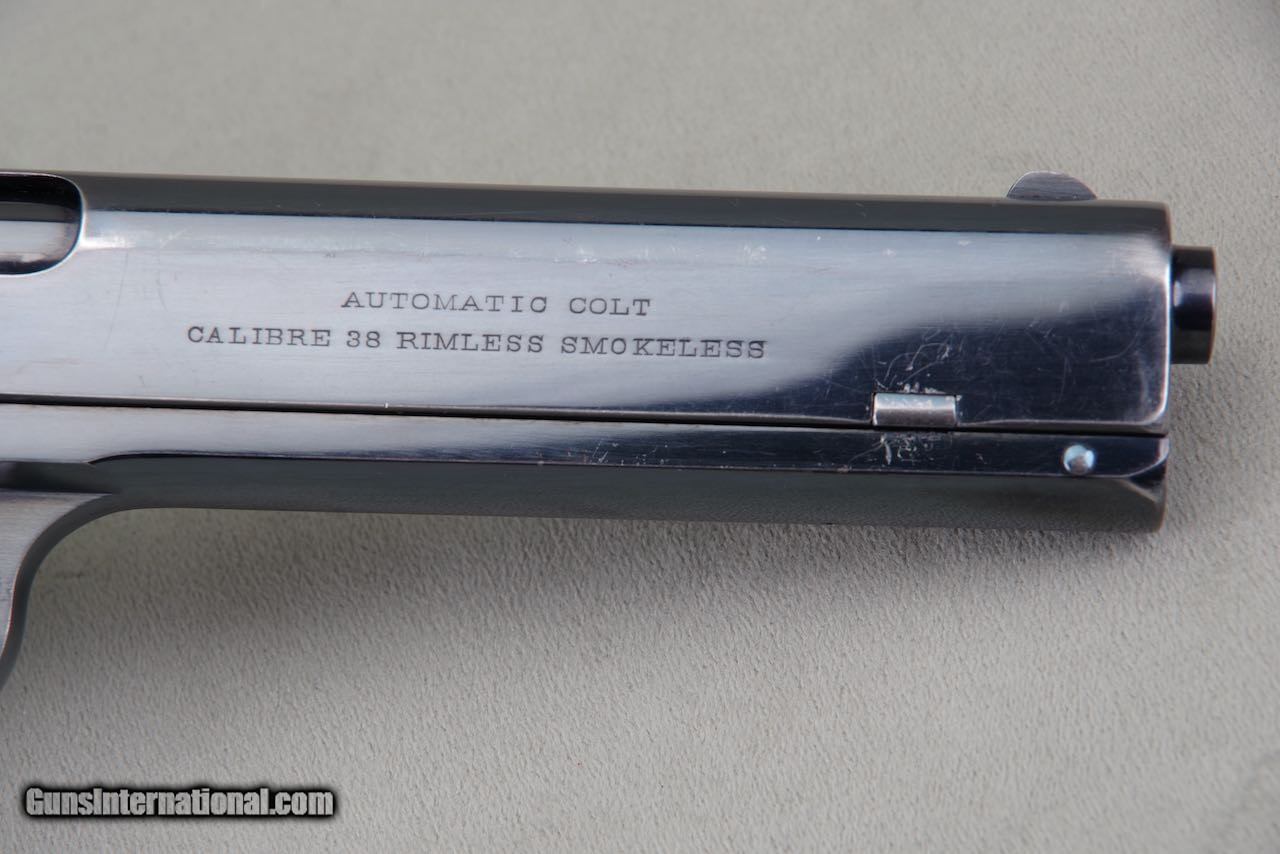 AUTOMATIC COLT
CALIBRE 38 RIMLESS SMOKELESS
GunsInternational.com